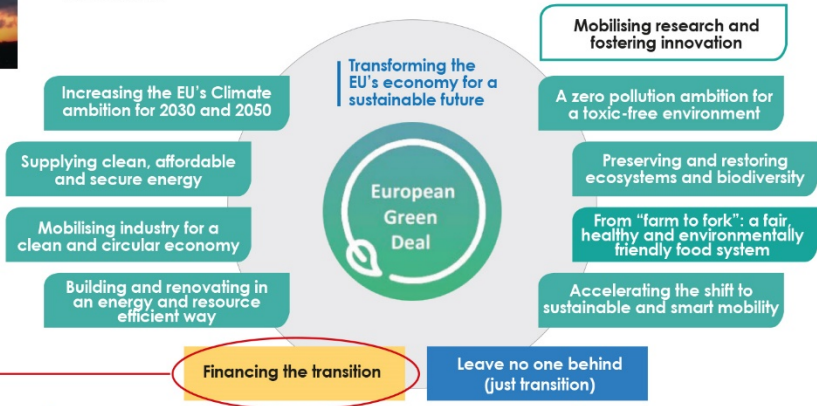 Mobilising research and
fostering innovation
Transforming the
EU's economy for a
sustainable future
Increasing the EU's Climate
ambition for 2030 and 2050
A zero pollution ambition for
a toxic-free environment
Supplying clean, affordable
and secure energy
Preserving and restoring
ecosystems and biodiversity
European
Green
Deal
Mobilising industry for a
clean and circular economy
From “farm to fork”: a fair,
healthy and environmentally
friendly food system
Building and renovating in
an energy and resource
efficient way
Accelerating the shift to
sustainable and smart mobility
Financing the transition
Leave no one behind
(just transition)